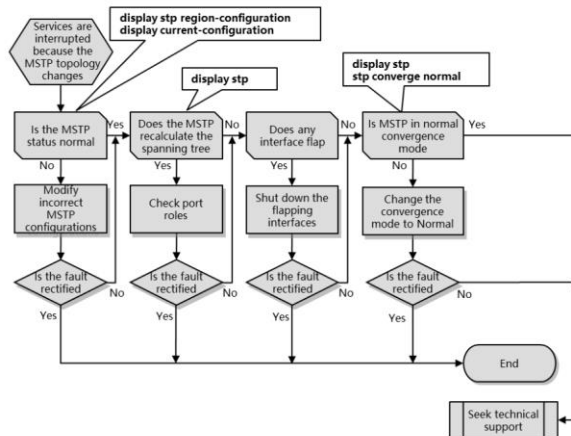 Services are
interrupted because the
MSTP topology
changes
display stp region-configuration
display current-configuration
display stp
display stp
stp converge normal
Is the MSTP
status normal
Yes
Does the MSTP
recalculate the
spanning tree
No
Does any
interface flap
No
Is MSTP in normal
convergence
mode
Yes
No
Yes
Yes
No
Modify
incorrect
MSTP
configurations
Check port
roles
Shut down the
flapping
interfaces
Change the
convergence
mode to Normal
Is the fault
rectified
No
Is the fault
rectified
No
Is the fault
rectified
No
Is the fault
rectified
No
Yes
Yes
Yes
Yes
End
Seek technical
support